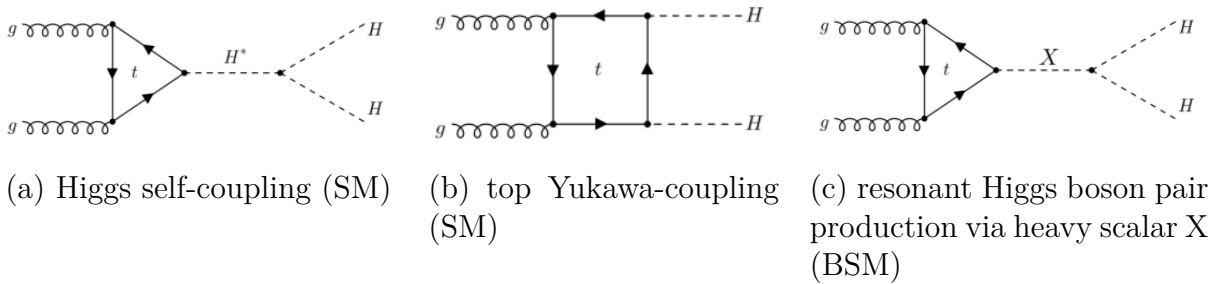 g
t
H*
H
H
g
g
t
H
H
g
g
t
X
H
H
g
(a) Higgs self-coupling (SM)
(b) top Yukawa-coupling
(SM)
(c) resonant Higgs boson pair
production via heavy scalar X
(BSM)